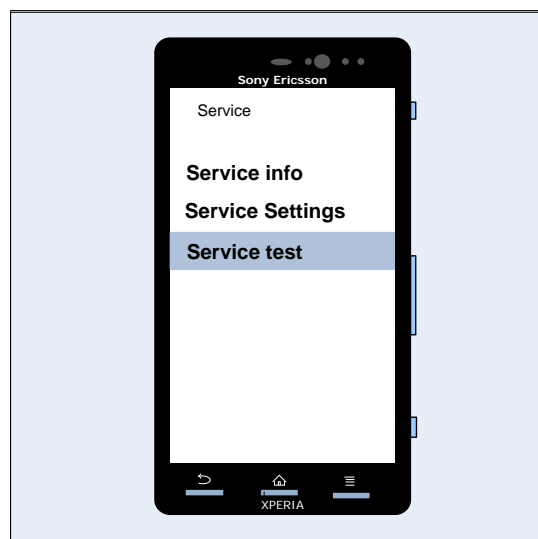 Sony Ericsson
Service
Service info
Service Settings
Service test
XPERIA